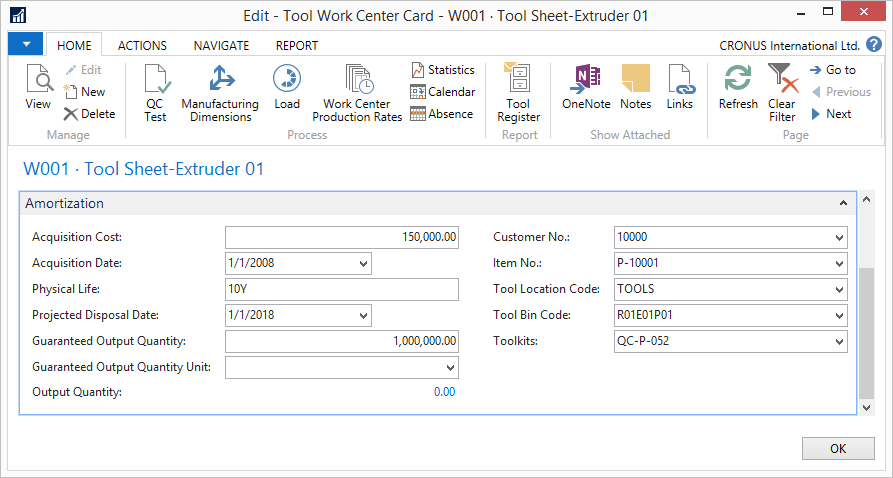 Edit - Tool Work Center Card - W001 · Tool Sheet-Extruder 01
HOME ACTIONS NAVIGATE REPORT CRONUS International Ltd. ?
View
Edit
New
Delete
Manage
QC Test
Manufacturing Dimensions
Load
Work Center Production Rates
Statistics
Calendar
Absence
Process
Tool Register
Report
OneNote
Notes
Links
Show Attached
Refresh
Clear Filter
Go to
Previous
Next
Page
W001 · Tool Sheet-Extruder 01
Amortization
Acquisition Cost: 150,000.00
Acquisition Date: 1/1/2008
Physical Life: 10Y
Projected Disposal Date: 1/1/2018
Guaranteed Output Quantity: 1,000,000.00
Guaranteed Output Quantity Unit:
Output Quantity: 0.00
Customer No.: 10000
Item No.: P-10001
Tool Location Code: TOOLS
Tool Bin Code: R01E01P01
Toolkits: QC-P-052
OK